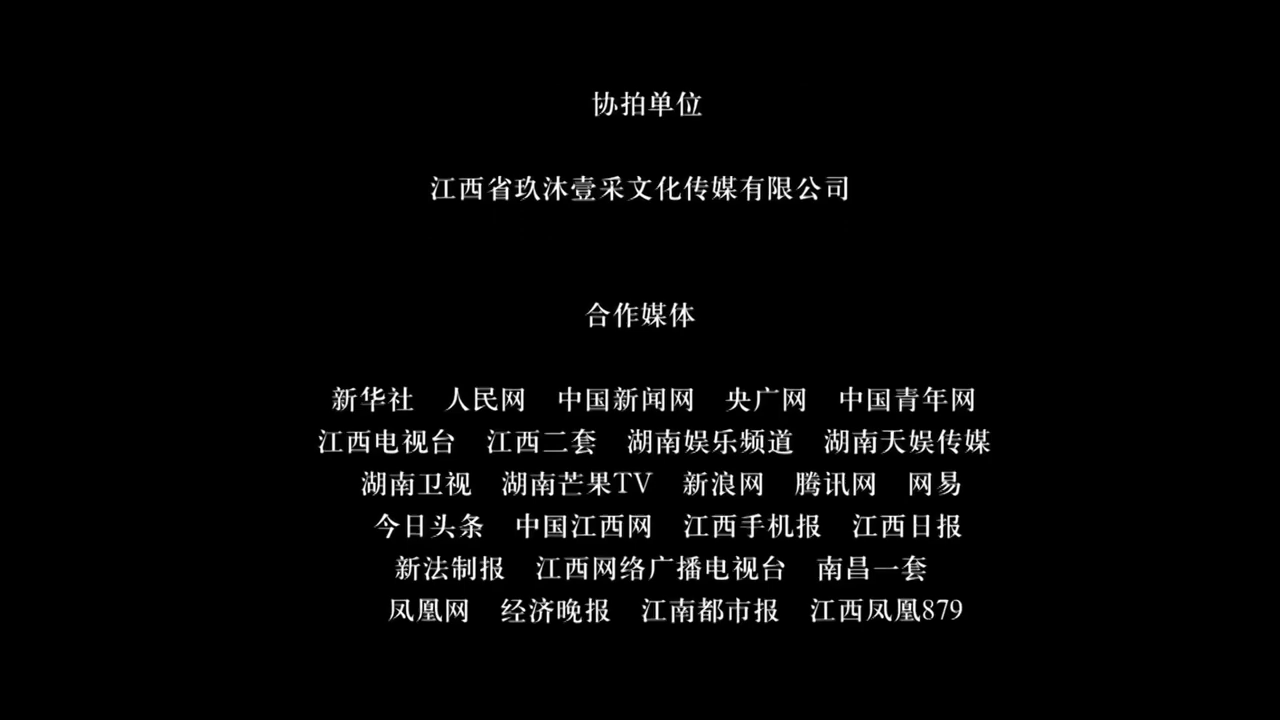 协拍单位
江西省玖沐壹采文化传媒有限公司
合作媒体
新华社 人民网 中国新闻网 央广网 中国青年网
江西电视台 江西二套 湖南娱乐频道 湖南天娱传媒
湖南卫视 湖南芒果TV 新浪网 腾讯网 网易
今日头条 中国江西网 江西手机报 江西日报
新法制报 江西网络广播电视台 南昌一套
凤凰网 经济晚报 江南都市报 江西凤凰879